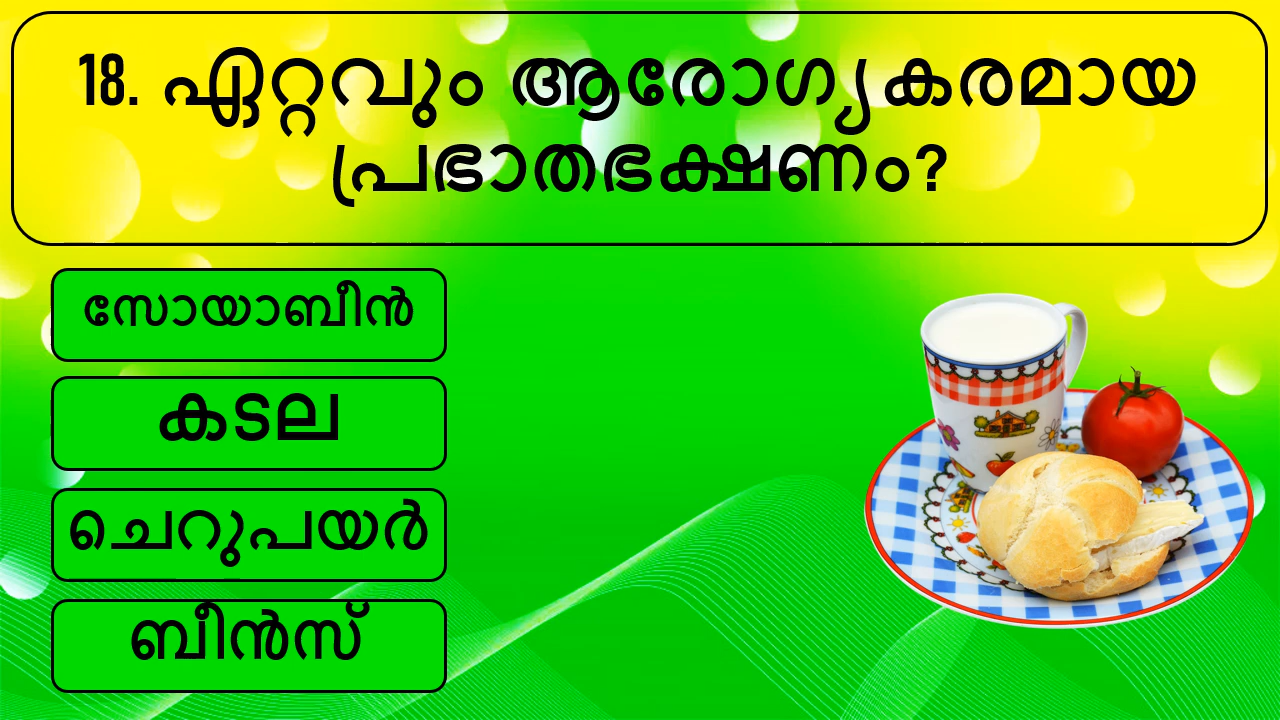 18. ഏറ്റവും ആരോഗ്യകരമായ
പ്രഭാതഭക്ഷണം?
സോയാബീൻ
കടല
ചെറുപയർ
ബീൻസ്